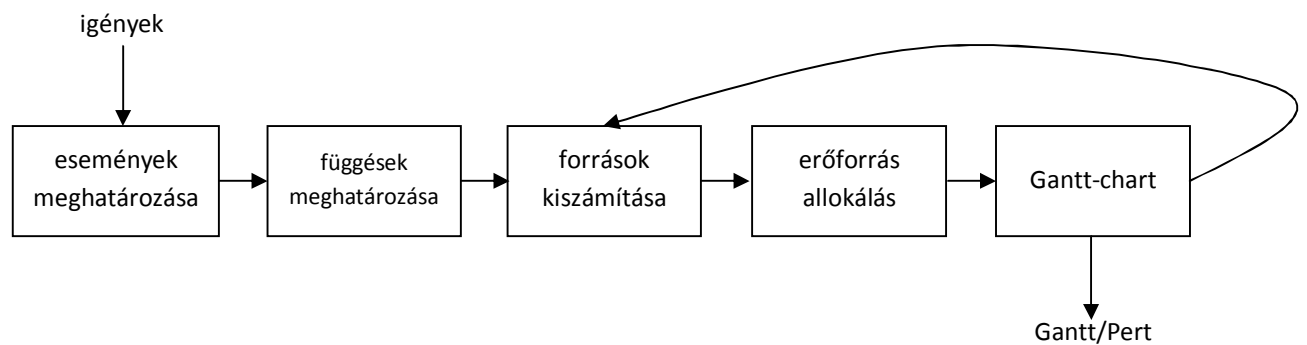 igények
események
meghatározása
függések
meghatározása
források
kiszámítása
erőforrás
allokálás
Gantt-chart
Gantt/Pert